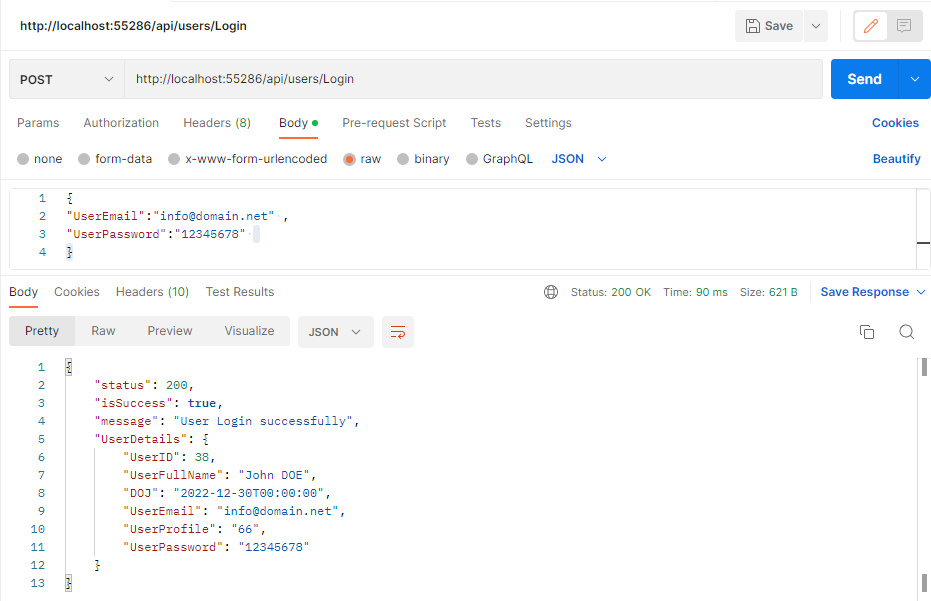 http://localhost:55286/api/users/Login Save
POST http://localhost:55286/api/users/Login Send
Params Authorization Headers (8) Body Pre-request Script Tests Settings Cookies
none form-data x-www-form-urlencoded raw binary GraphQL JSON Beautify
1 {
2 "UserEmail":"info@domain.net" ,
3 "UserPassword":"12345678"
4 }
Body Cookies Headers (10) Test Results Status: 200 OK Time: 90 ms Size: 621 B Save Response
Pretty Raw Preview Visualize JSON
1 {
2 "status": 200,
3 "isSuccess": true,
4 "message": "User Login successfully",
5 "UserDetails": {
6 "UserID": 38,
7 "UserFullName": "John DOE",
8 "DOJ": "2022-12-30T00:00:00",
9 "UserEmail": "info@domain.net",
10 "UserProfile": "66",
11 "UserPassword": "12345678"
12 }
13 }